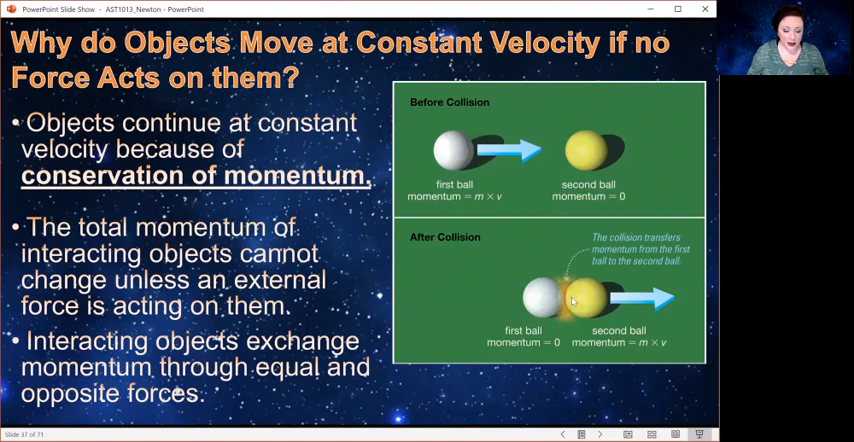 PowerPoint Slide Show - AST1013_Newton - PowerPoint
Why do Objects Move at Constant Velocity if no
Force Acts on them?
• Objects continue at constant
velocity because of
conservation of momentum.
• The total momentum of
interacting objects cannot
change unless an external
force is acting on them.
• Interacting objects exchange
momentum through equal and
opposite forces.
Before Collision
first ball
momentum = m × v
second ball
momentum = 0
After Collision
The collision transfers
momentum from the first
ball to the second ball.
first ball
momentum = 0
second ball
momentum = m × v
Slide 37 of 71